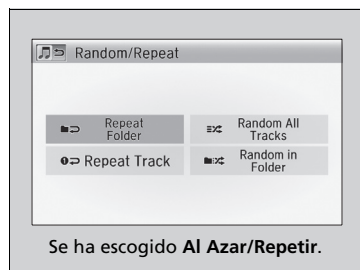 Random/Repeat
Repeat
Folder
Random All
Tracks
Repeat Track
Random in
Folder
Se ha escogido Al Azar/Repetir.